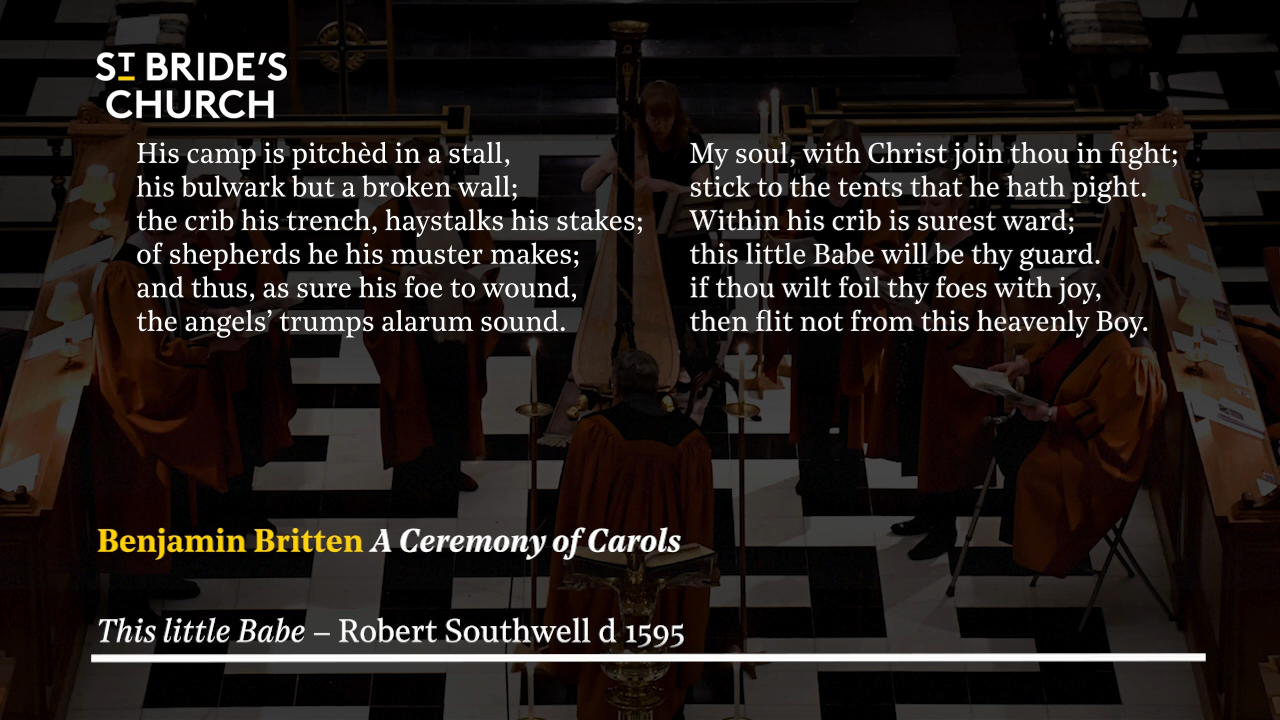 ST BRIDE'S
CHURCH
His camp is pitchèd in a stall,
his bulwark but a broken wall;
the crib his trench, haystalks his stakes;
of shepherds he his muster makes;
and thus, as sure his foe to wound,
the angels’ trumps alarum sound.
My soul, with Christ join thou in fight;
stick to the tents that he hath pight.
Within his crib is surest ward;
this little Babe will be thy guard.
if thou wilt foil thy foes with joy,
then flit not from this heavenly Boy.
Benjamin Britten A Ceremony of Carols
This little Babe – Robert Southwell d 1595